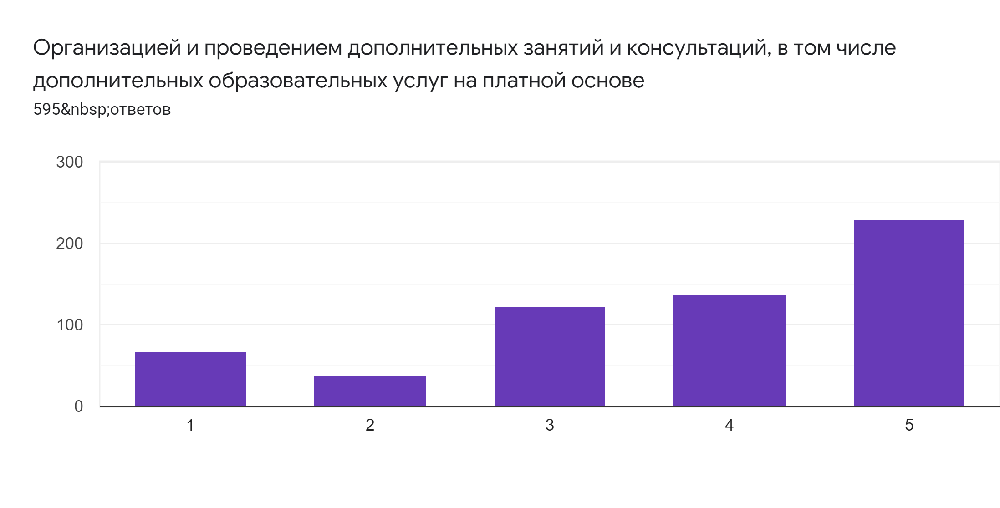 Организацией и проведением дополнительных занятий и консультаций, в том числе
дополнительных образовательных услуг на платной основе
595&nbsp;ответов
300
200
100
0
1 2 3 4 5